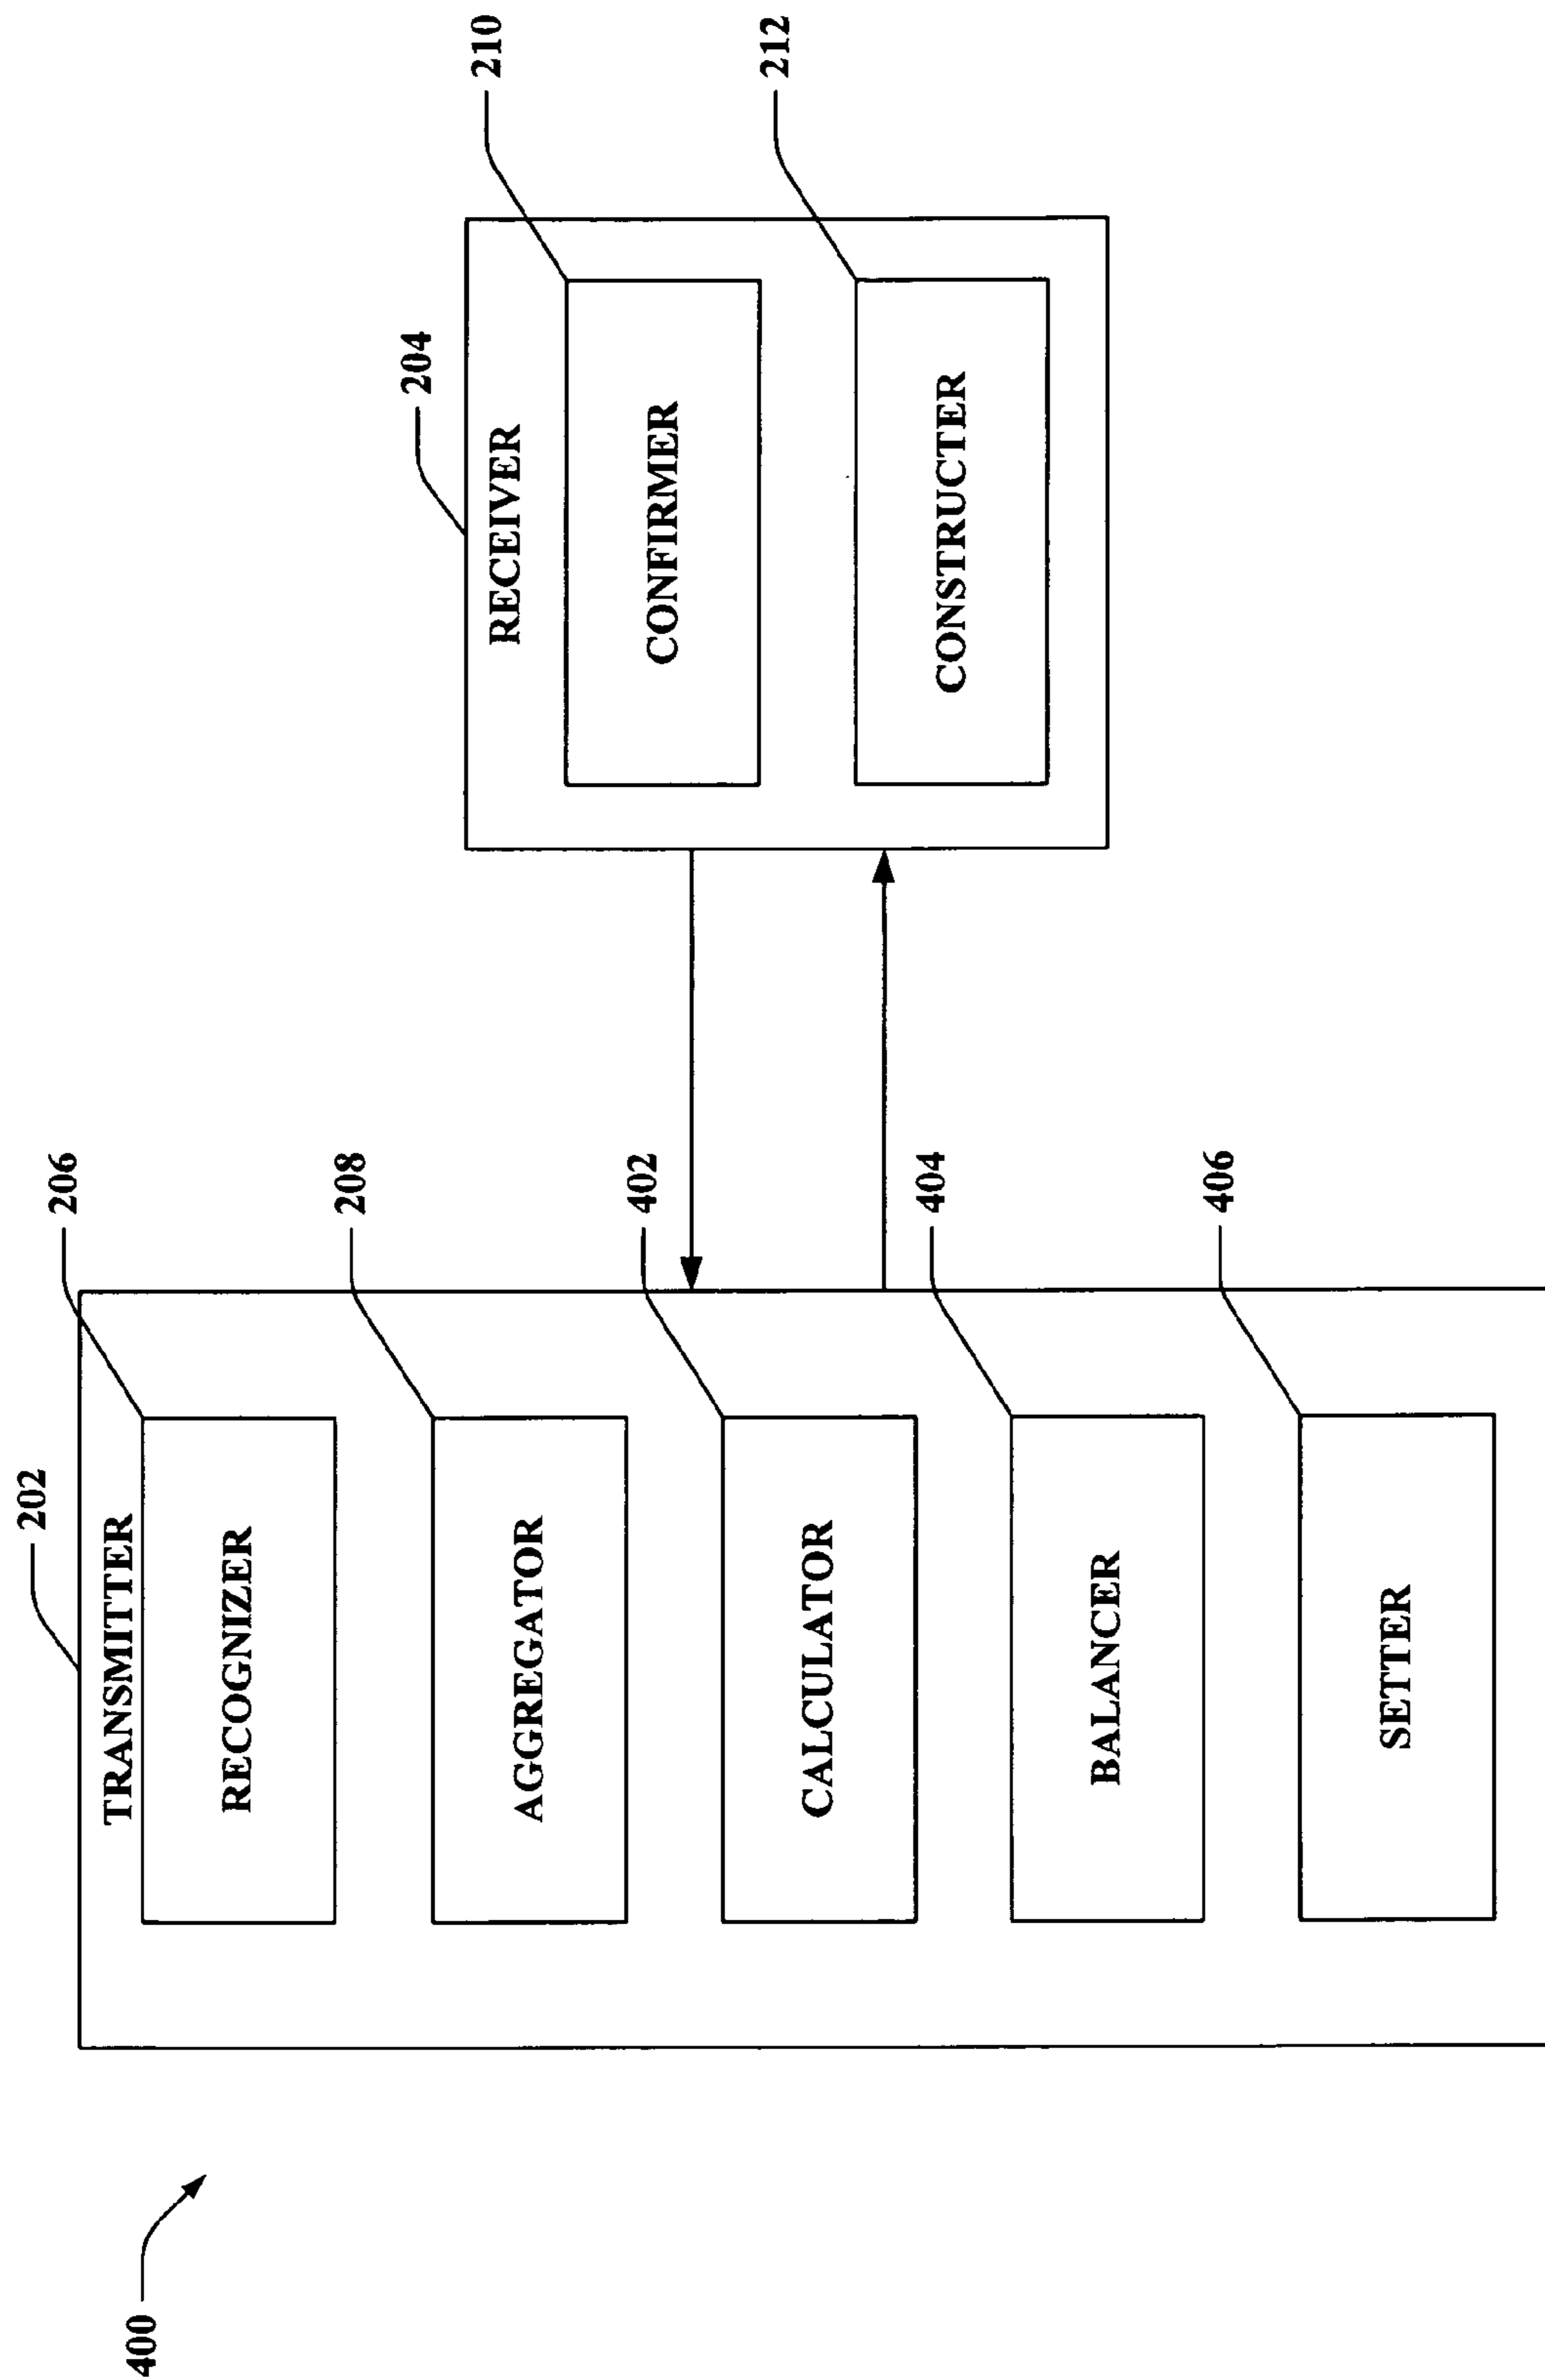 400
202
TRANSMITTER
206
RECOGNIZER
208
AGGREGATOR
402
CALCULATOR
404
BALANCER
406
SETTER
204
RECEIVER
210
CONFIRMER
212
CONSTRUCTER